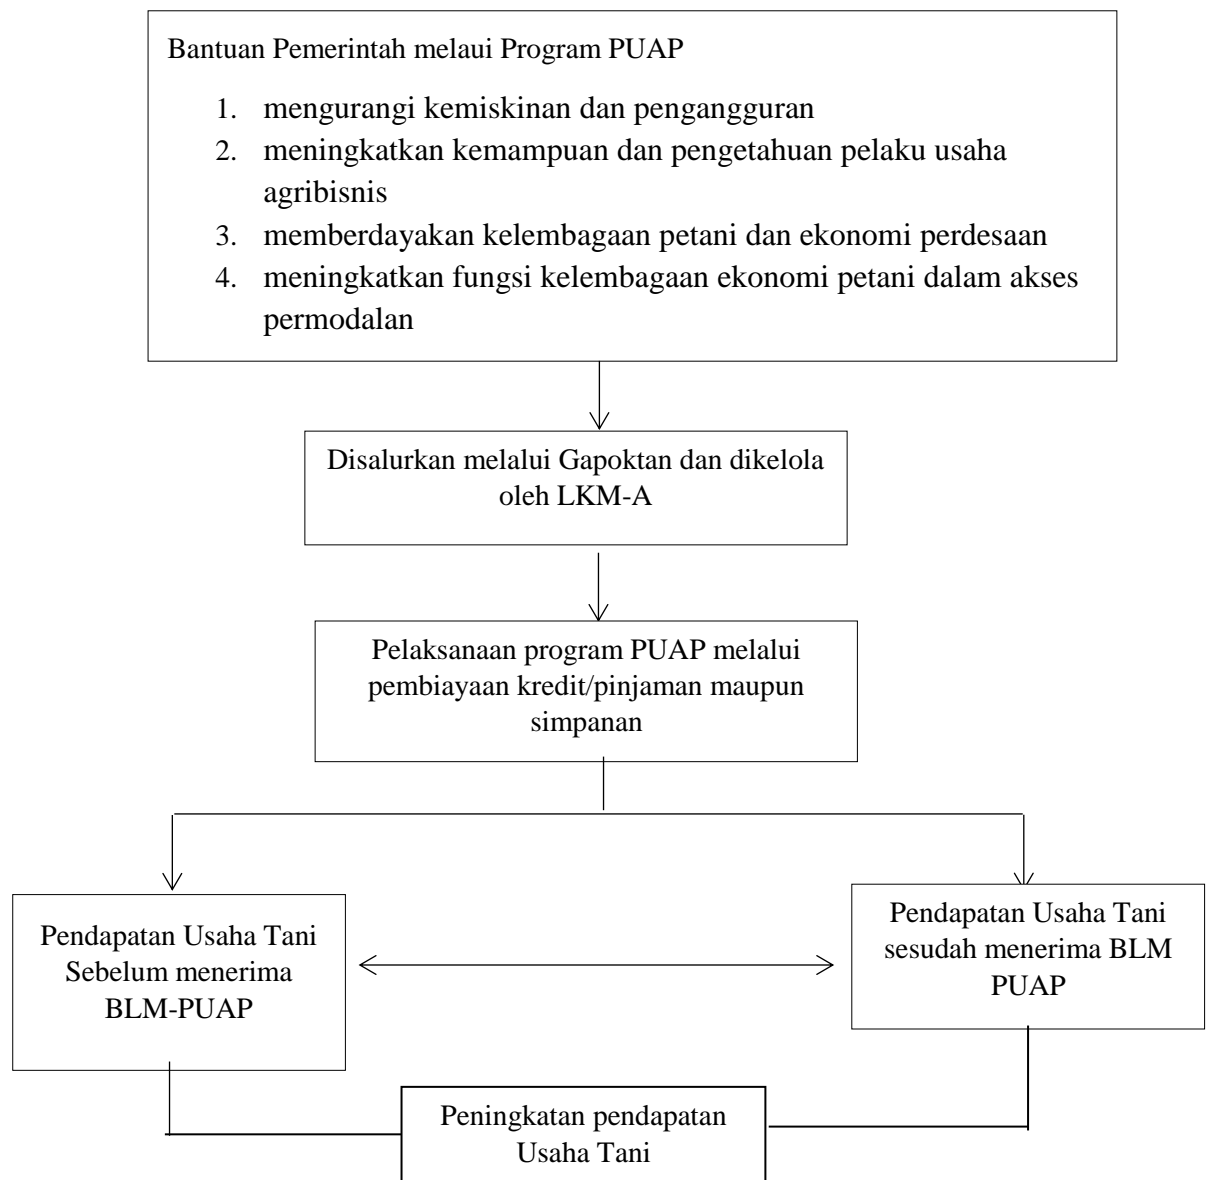 Bantuan Pemerintah melaui Program PUAP
1. mengurangi kemiskinan dan pengangguran
2. meningkatkan kemampuan dan pengetahuan pelaku usaha
agribisnis
3. memberdayakan kelembagaan petani dan ekonomi perdesaan
4. meningkatkan fungsi kelembagaan ekonomi petani dalam akses
permodalan
Disalurkan melalui Gapoktan dan dikelola
oleh LKM-A
Pelaksanaan program PUAP melalui
pembiayaan kredit/pinjaman maupun
simpanan
Pendapatan Usaha Tani
Sebelum menerima
BLM-PUAP
Pendapatan Usaha Tani
sesudah menerima BLM
PUAP
Peningkatan pendapatan
Usaha Tani